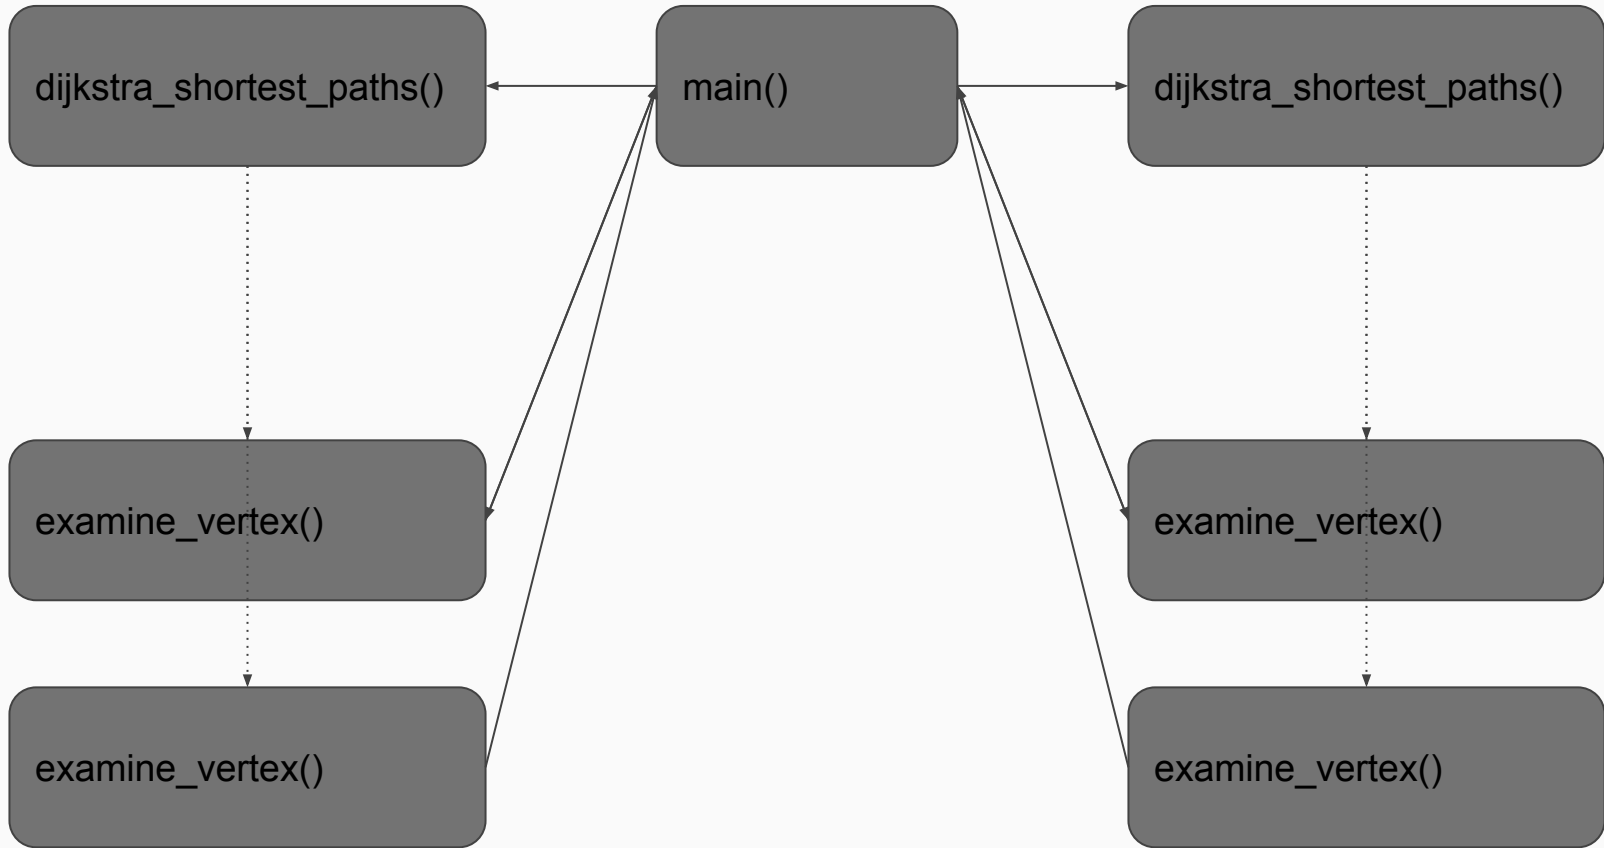 dijkstra_shortest_paths()
main()
dijkstra_shortest_paths()
examine_vertex()
examine_vertex()
examine_vertex()
examine_vertex()